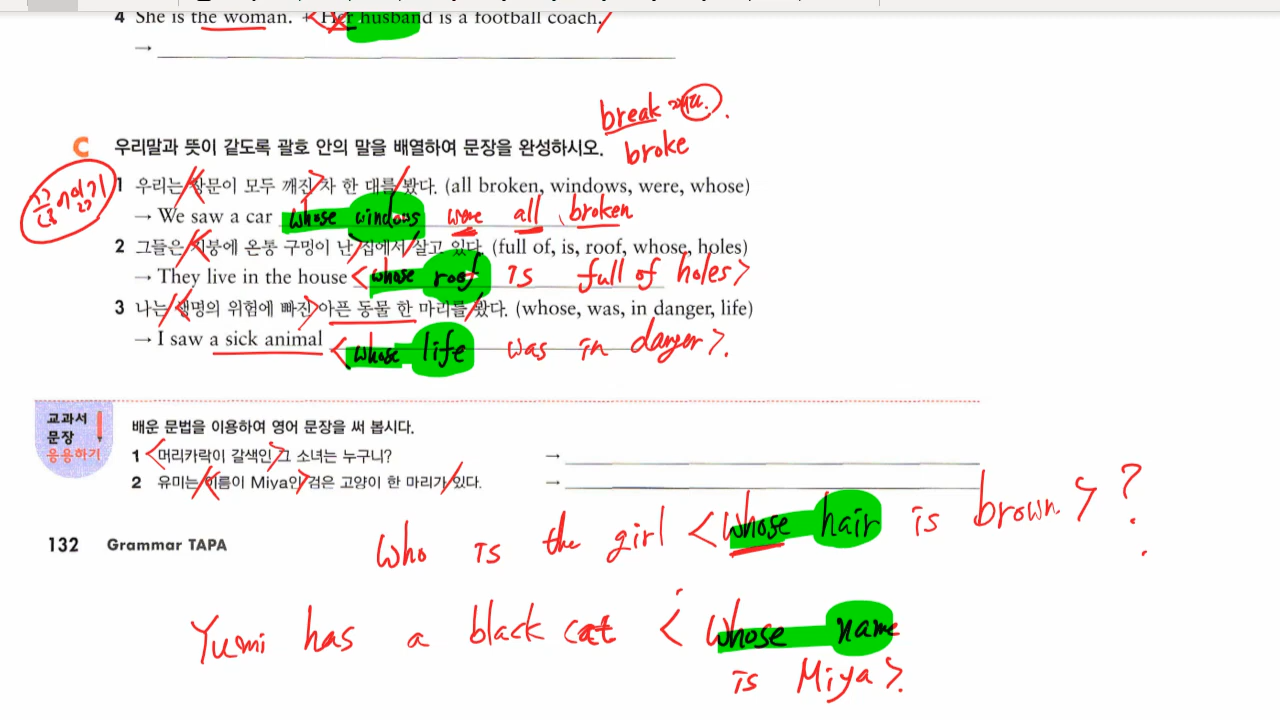 4 She is the woman. + Her husband is a football coach.
→
break 깨다.
C 우리말과 뜻이 같도록 괄호 안의 말을 배열하여 문장을 완성하시오. broke
끌어옮기
1 우리는 창문이 모두 깨진 차 한 대를 봤다. (all broken, windows, were, whose)
→ We saw a car whose windows were all broken
2 그들은 지붕에 온통 구멍이 난 집에서 살고 있다. (full of, is, roof, whose, holes)
→ They live in the house <whose roof is full of holes>
3 나는 생명의 위험에 빠진 아픈 동물 한 마리를 봤다. (whose, was, in danger, life)
→ I saw a sick animal <whose life was in danger>.
교과서
문장
응용하기
배운 문법을 이용하여 영어 문장을 써 봅시다.
1 <머리카락이 갈색인> 그 소녀는 누구니? →
2 유미는 <이름이 Miya인> 검은 고양이 한 마리가 있다. →
Who is the girl <whose hair is brown>?
132 Grammar TAPA
Yumi has a black cat <whose name
is Miya>.